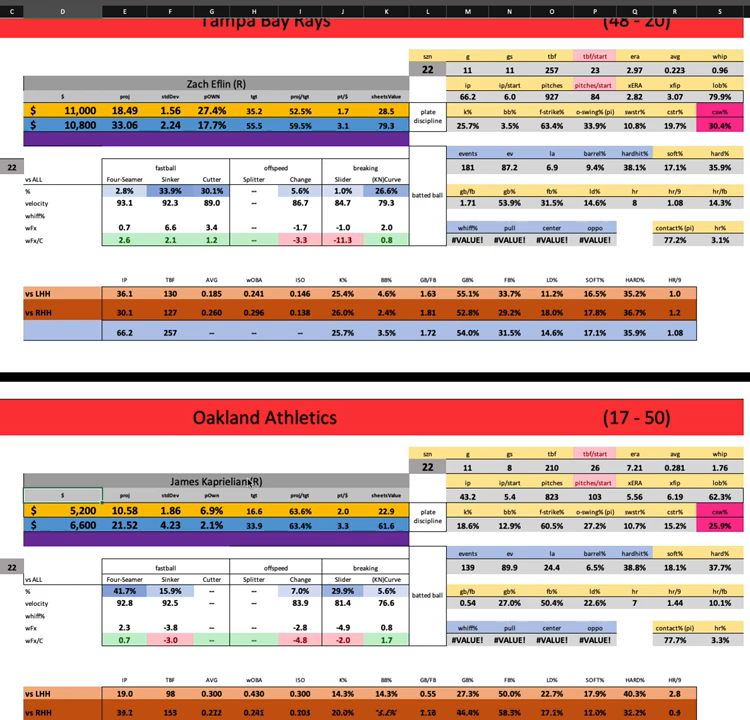 C D E F G H I J K L M N O P Q R S
Tampa Bay Rays (48 - 20)
szn g gs tbf tbf/start era avg whip
22 11 11 257 23 2.97 0.223 0.96
Zach Eflin (R) ip ip/start pitches pitches/start xERA xfip lob%
$ proj stdDev pOWN tgt proj/tgt pt/$ sheetsValue 66.2 6.0 927 84 2.82 3.07 79.9%
$ 11,000 18.49 1.56 27.4% 35.2 52.5% 1.7 28.5 plate discipline k% bb% f-strike% o-swing% (pi) swstr% cstr% csw%
$ 10,800 33.06 2.24 17.7% 55.5 59.5% 3.1 79.3 25.7% 3.5% 63.4% 33.9% 10.8% 19.7% 30.4%
events ev la barrel% hardhit% soft% hard%
22 fastball offspeed breaking 181 87.2 6.9 9.4% 38.1% 17.1% 35.9%
vs ALL Four-Seamer Sinker Cutter Splitter Change Slider (KN)Curve
% 2.8% 33.9% 30.1% -- 5.6% 1.0% 26.6% batted ball gb/fb gb% fb% ld% hr hr/9 hr/fb
velocity 93.1 92.3 89.0 -- 86.7 84.7 79.3 1.71 53.9% 31.5% 14.6% 8 1.08 14.3%
whiff%
wFx 0.7 6.6 3.4 -- -1.7 -1.0 2.0 whiff% pull center oppo contact% (pi) hr%
wFx/C 2.6 2.1 1.2 -- -3.3 -11.3 0.8 #VALUE! #VALUE! #VALUE! #VALUE! 77.2% 3.1%
IP TBF AVG wOBA ISO K% BB% GB/FB GB% FB% LD% SOFT% HARD% HR/9
vs LHH 36.1 130 0.185 0.241 0.146 25.4% 4.6% 1.63 55.1% 33.7% 11.2% 16.5% 35.2% 1.0
vs RHH 30.1 127 0.260 0.296 0.138 26.0% 2.4% 1.81 52.8% 29.2% 18.0% 17.8% 36.7% 1.2
66.2 257 -- -- -- 25.7% 3.5% 1.72 54.0% 31.5% 14.6% 17.1% 35.9% 1.08
Oakland Athletics (17 - 50)
szn g gs tbf tbf/start era avg whip
22 11 8 210 26 7.21 0.281 1.76
James Kaprielian(R) ip ip/start pitches pitches/start xERA xfip lob%
$ proj stdDev pOwn tgt proj/tgt pt/$ sheetsValue 43.2 5.4 823 103 5.56 6.19 62.3%
$ 5,200 10.58 1.86 6.9% 16.6 63.6% 2.0 22.9 plate discipline k% bb% f-strike% o-swing% (pi) swstr% cstr% csw%
$ 6,600 21.52 4.23 2.1% 33.9 63.4% 3.3 61.6 18.6% 12.9% 60.5% 27.2% 10.7% 15.2% 25.9%
events ev la barrel% hardhit% soft% hard%
22 fastball offspeed breaking 139 89.9 24.4 6.5% 38.8% 18.1% 37.7%
vs ALL Four-Seamer Sinker Cutter Splitter Change Slider (KN)Curve
% 41.7% 15.9% -- -- 7.0% 29.9% 5.6% batted ball gb/fb gb% fb% ld% hr hr/9 hr/fb
velocity 92.8 92.5 -- -- 83.9 81.4 76.6 0.54 27.0% 50.4% 22.6% 7 1.44 10.1%
whiff%
wFx 2.3 -3.8 -- -- -2.8 -4.9 0.8 whiff% pull center oppo contact% (pi) hr%
wFx/C 0.7 -3.0 -- -- -4.8 -2.0 1.7 #VALUE! #VALUE! #VALUE! #VALUE! 77.7% 3.3%
IP TBF AVG wOBA ISO K% BB% GB/FB GB% FB% LD% SOFT% HARD% HR/9
vs LHH 19.0 98 0.300 0.430 0.300 14.3% 14.3% 0.55 27.3% 50.0% 22.7% 17.9% 40.3% 2.8
vs RHH 0.241 20.0% 32.2%